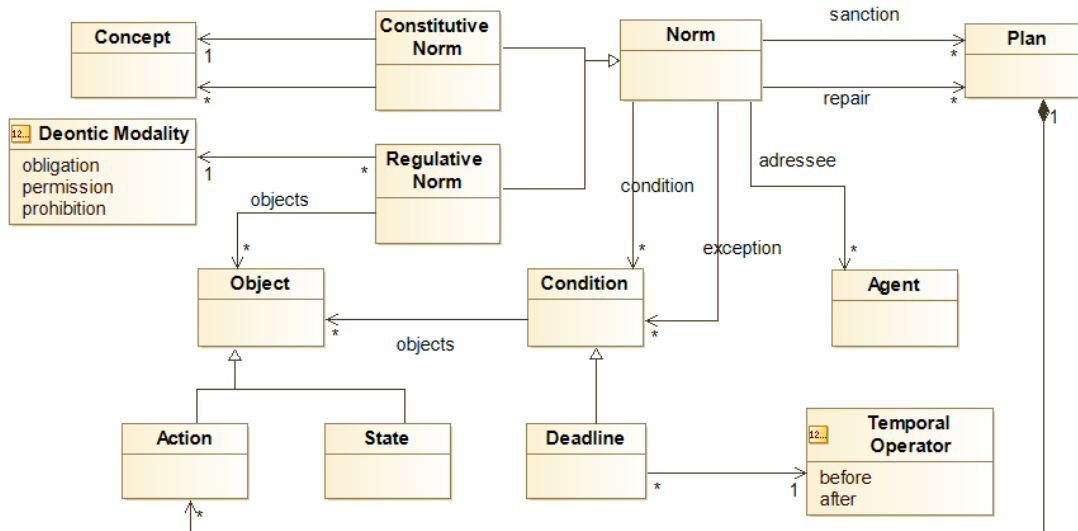 Concept
1
*
Constitutive
Norm
Norm
sanction
*
repair
*
Plan
1
12... Deontic Modality
obligation
permission
prohibition
1
*
Regulative
Norm
objects
*
condition
*
exception
*
adressee
*
Object
Condition
Agent
*
objects
Action
State
Deadline
*
1
12...
Temporal
Operator
before
after
*